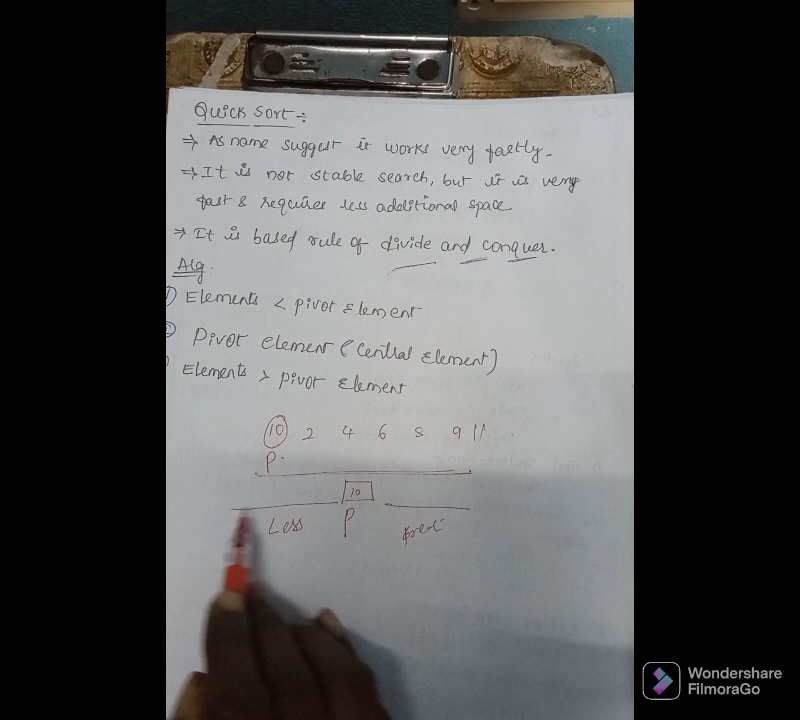 Quick Sort ÷
⇒ As name suggest it works very fastly.
⇒ It is not stable search, but it is very
fast & requires less additional space.
⇒ It is based rule of divide and conquer.
Alg.
① Elements < pivot Element
② Pivot element (Central Element)
Elements > pivot Element
10 2 4 6 8 9 11
P.
10
Less P
Wondershare
FilmoraGo